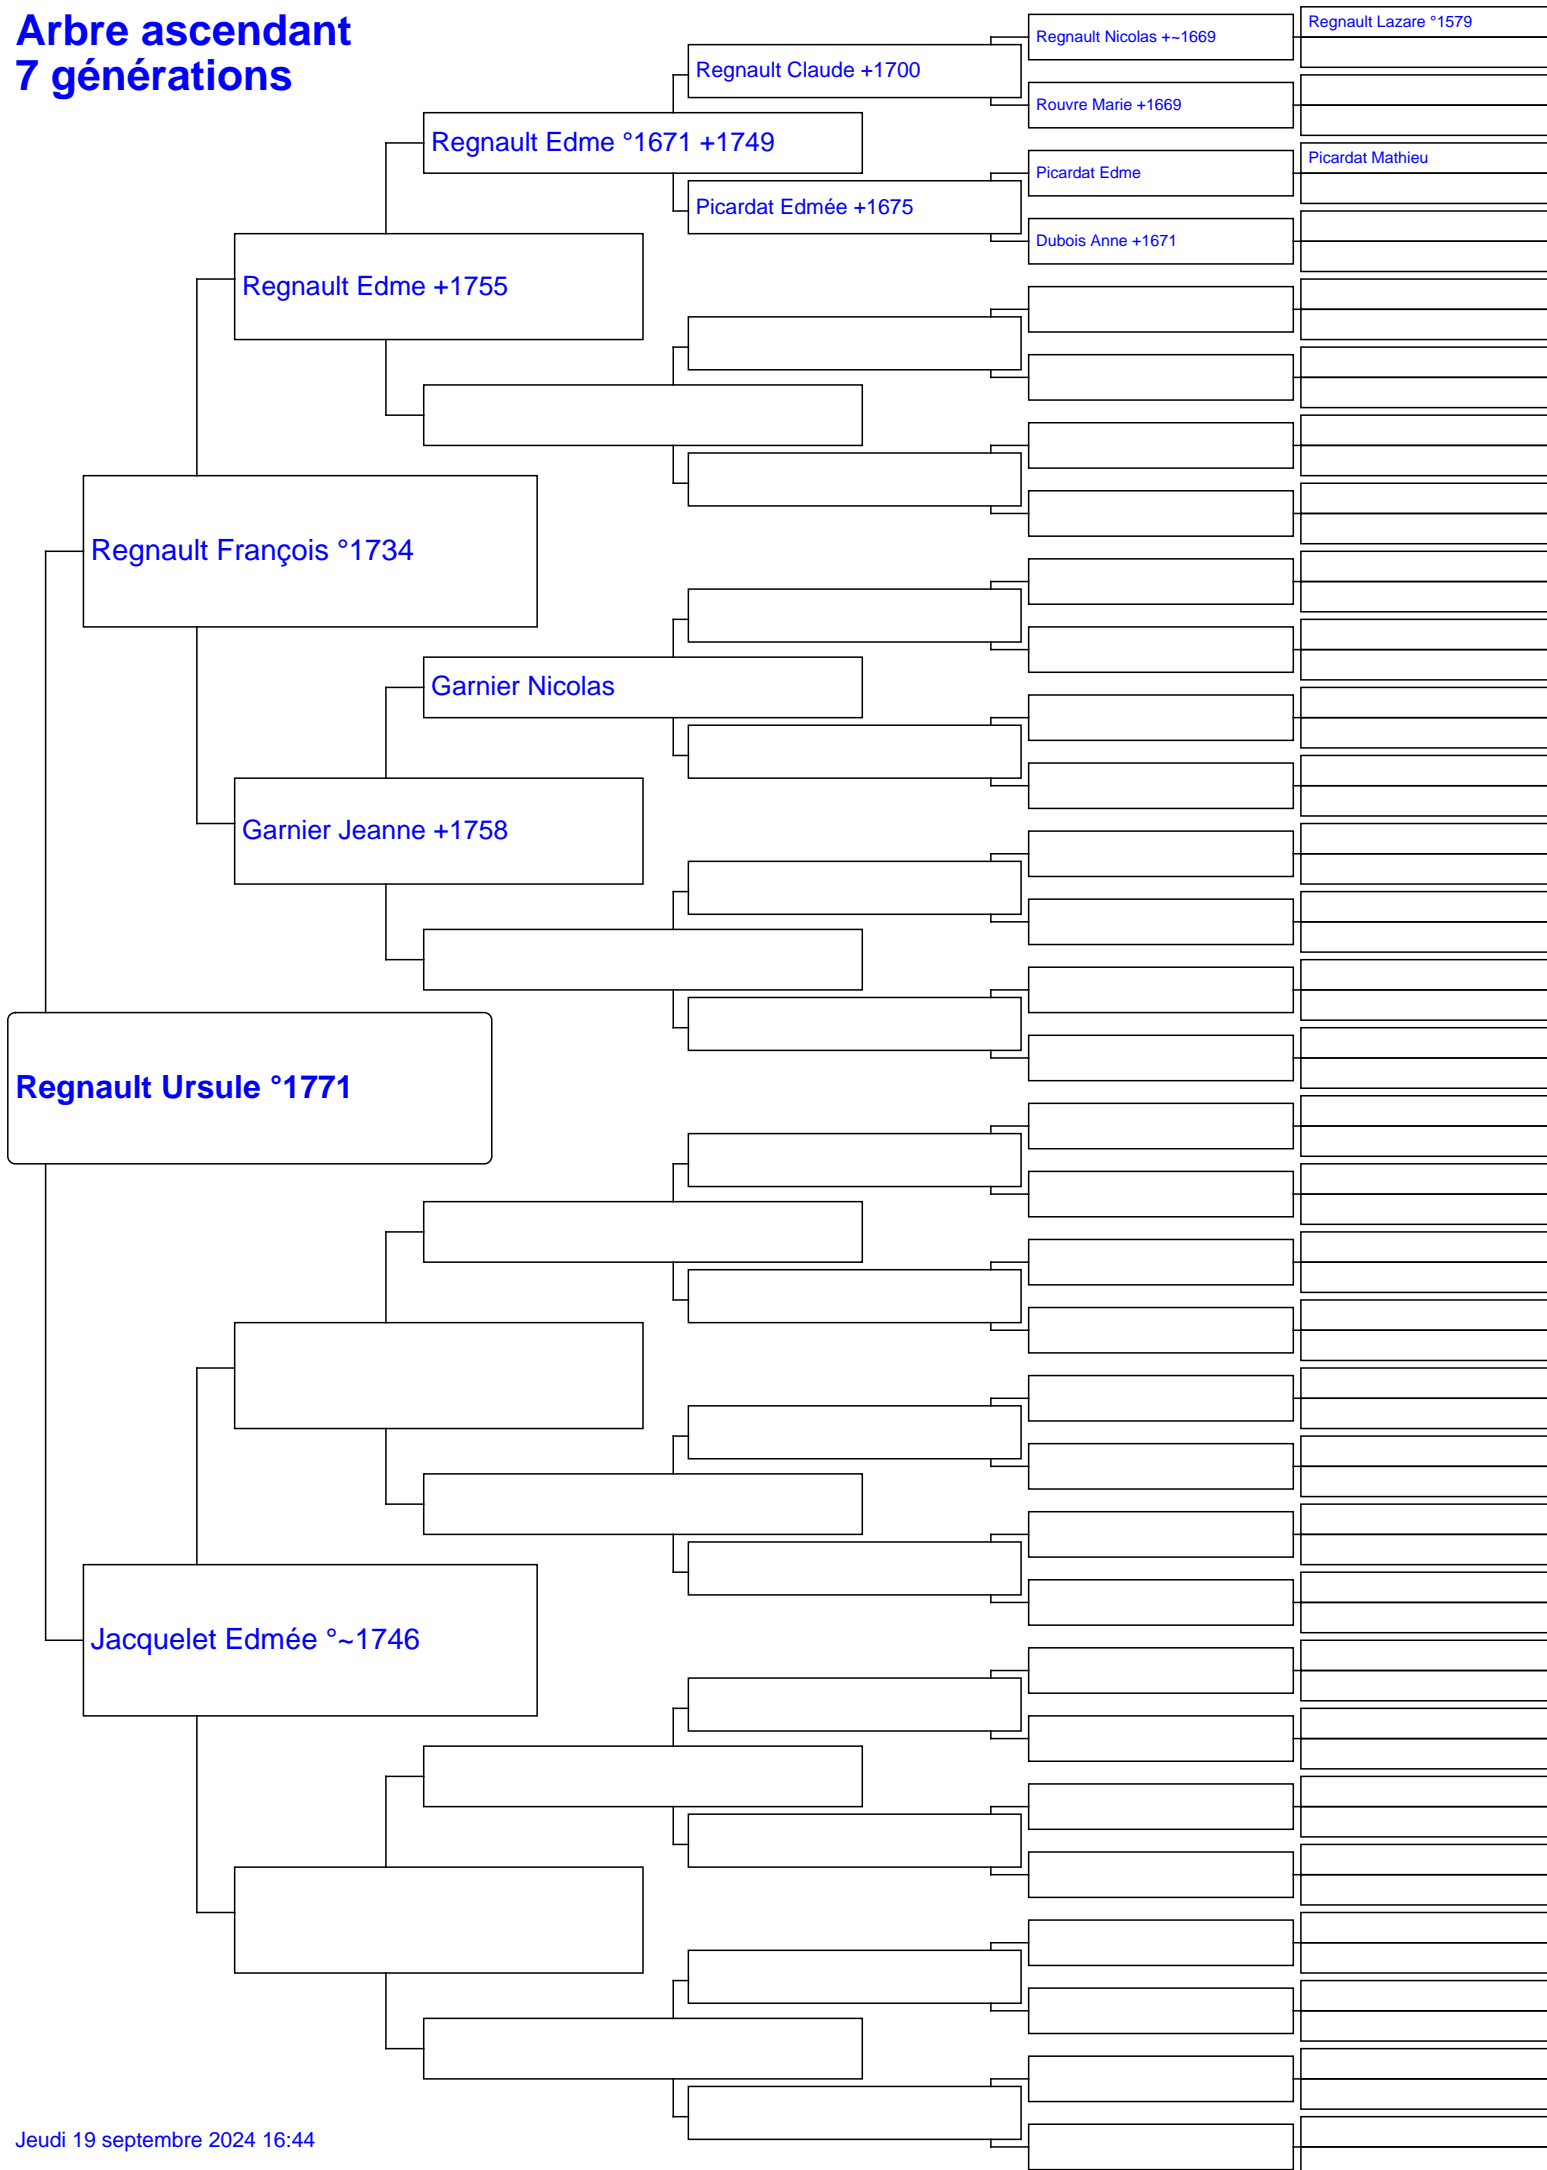 Arbre ascendant
7 générations
Regnault Lazare °1579
Regnault Nicolas +~1669
Regnault Claude +1700
Rouvre Marie +1669
Regnault Edme °1671 +1749
Picardat Mathieu
Picardat Edme
Picardat Edmée +1675
Dubois Anne +1671
Regnault Edme +1755
Regnault François °1734
Garnier Nicolas
Garnier Jeanne +1758
Regnault Ursule °1771
Jacquelet Edmée °~1746
Jeudi 19 septembre 2024 16:44